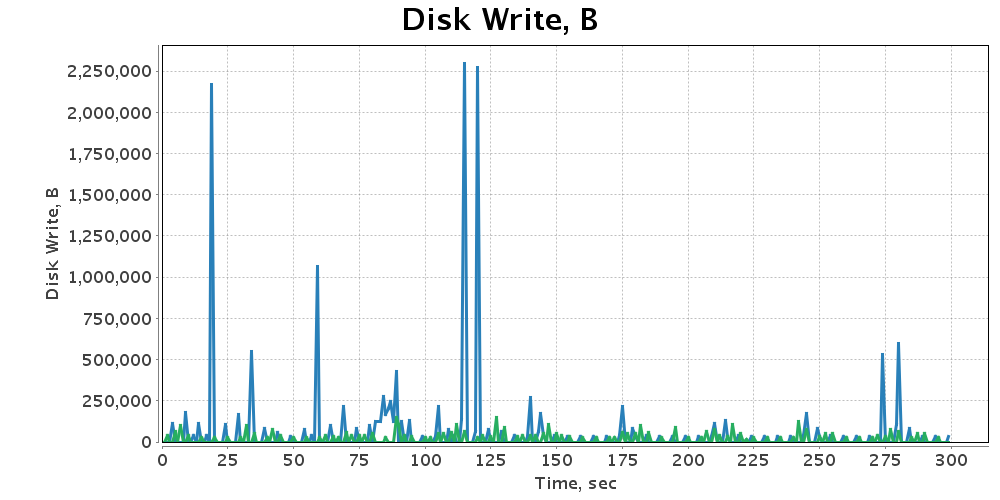 Disk Write, B
2,250,000
2,000,000
1,750,000
1,500,000
1,250,000
1,000,000
750,000
500,000
250,000
0
Disk Write, B
0 25 50 75 100 125 150 175 200 225 250 275 300
Time, sec